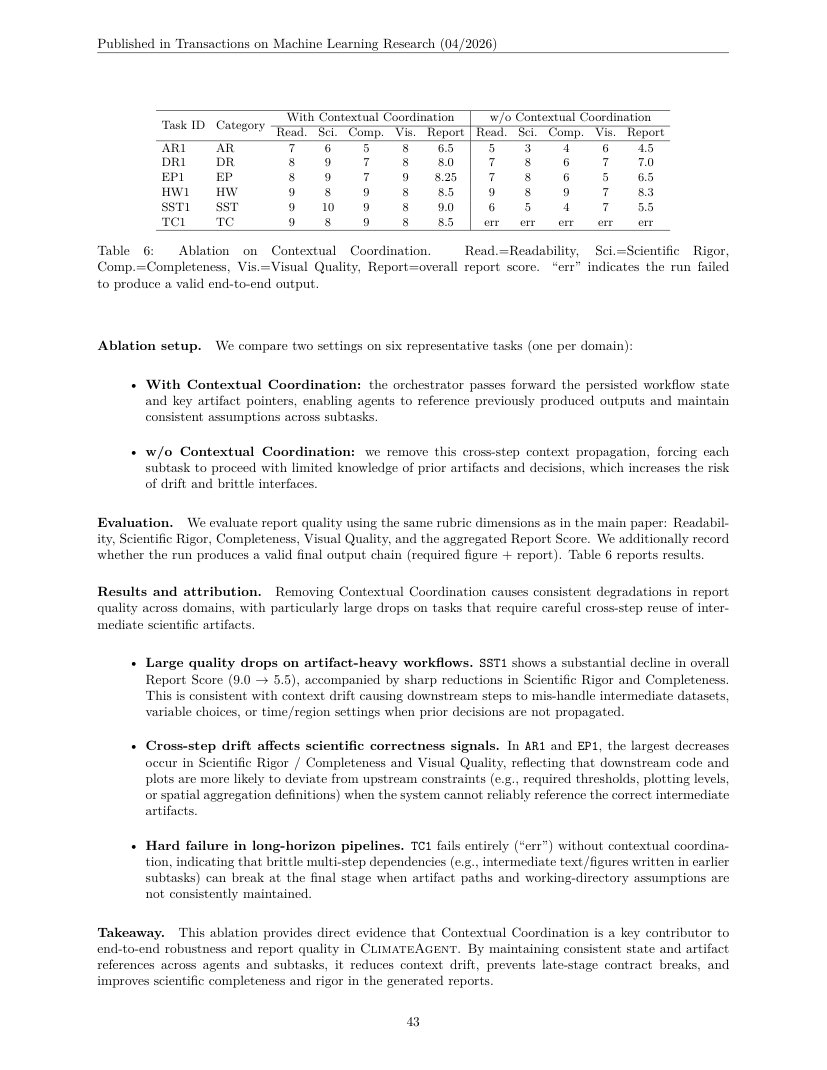 Published in Transactions on Machine Learning Research (04/2026)
Task ID Category With Contextual Coordination w/o Contextual Coordination
Read. Sci. Comp. Vis. Report Read. Sci. Comp. Vis. Report
AR1 AR 7 6 5 8 6.5 5 3 4 6 4.5
DR1 DR 8 9 7 8 8.0 7 8 6 7 7.0
EP1 EP 8 9 7 9 8.25 7 8 6 5 6.5
HW1 HW 9 8 9 8 8.5 9 8 9 7 8.3
SST1 SST 9 10 9 8 9.0 6 5 4 7 5.5
TC1 TC 9 8 9 8 8.5 err err err err err
Table 6: Ablation on Contextual Coordination. Read.=Readability, Sci.=Scientific Rigor,
Comp.=Completeness, Vis.=Visual Quality, Report=overall report score. “err” indicates the run failed
to produce a valid end-to-end output.
Ablation setup. We compare two settings on six representative tasks (one per domain):
• With Contextual Coordination: the orchestrator passes forward the persisted workflow state
and key artifact pointers, enabling agents to reference previously produced outputs and maintain
consistent assumptions across subtasks.
• w/o Contextual Coordination: we remove this cross-step context propagation, forcing each
subtask to proceed with limited knowledge of prior artifacts and decisions, which increases the risk
of drift and brittle interfaces.
Evaluation. We evaluate report quality using the same rubric dimensions as in the main paper: Readabil-
ity, Scientific Rigor, Completeness, Visual Quality, and the aggregated Report Score. We additionally record
whether the run produces a valid final output chain (required figure + report). Table 6 reports results.
Results and attribution. Removing Contextual Coordination causes consistent degradations in report
quality across domains, with particularly large drops on tasks that require careful cross-step reuse of inter-
mediate scientific artifacts.
• Large quality drops on artifact-heavy workflows. SST1 shows a substantial decline in overall
Report Score (9.0 → 5.5), accompanied by sharp reductions in Scientific Rigor and Completeness.
This is consistent with context drift causing downstream steps to mis-handle intermediate datasets,
variable choices, or time/region settings when prior decisions are not propagated.
• Cross-step drift affects scientific correctness signals. In AR1 and EP1, the largest decreases
occur in Scientific Rigor / Completeness and Visual Quality, reflecting that downstream code and
plots are more likely to deviate from upstream constraints (e.g., required thresholds, plotting levels,
or spatial aggregation definitions) when the system cannot reliably reference the correct intermediate
artifacts.
• Hard failure in long-horizon pipelines. TC1 fails entirely (“err”) without contextual coordina-
tion, indicating that brittle multi-step dependencies (e.g., intermediate text/figures written in earlier
subtasks) can break at the final stage when artifact paths and working-directory assumptions are
not consistently maintained.
Takeaway. This ablation provides direct evidence that Contextual Coordination is a key contributor to
end-to-end robustness and report quality in ClimateAgent. By maintaining consistent state and artifact
references across agents and subtasks, it reduces context drift, prevents late-stage contract breaks, and
improves scientific completeness and rigor in the generated reports.
43